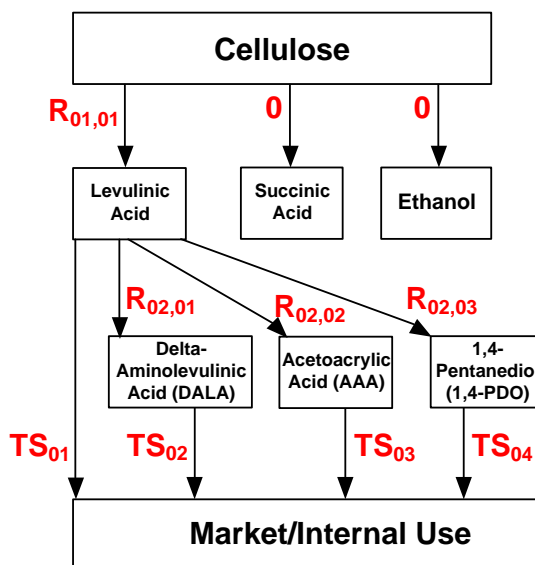 Cellulose
R01,01
0
0
Levulinic
Acid
Succinic
Acid
Ethanol
R02,01
R02,02
R02,03
Delta-
Aminolevulinic
Acid (DALA)
Acetoacrylic
Acid (AAA)
1,4-
Pentanedio
(1,4-PDO)
TS01
TS02
TS03
TS04
Market/Internal Use